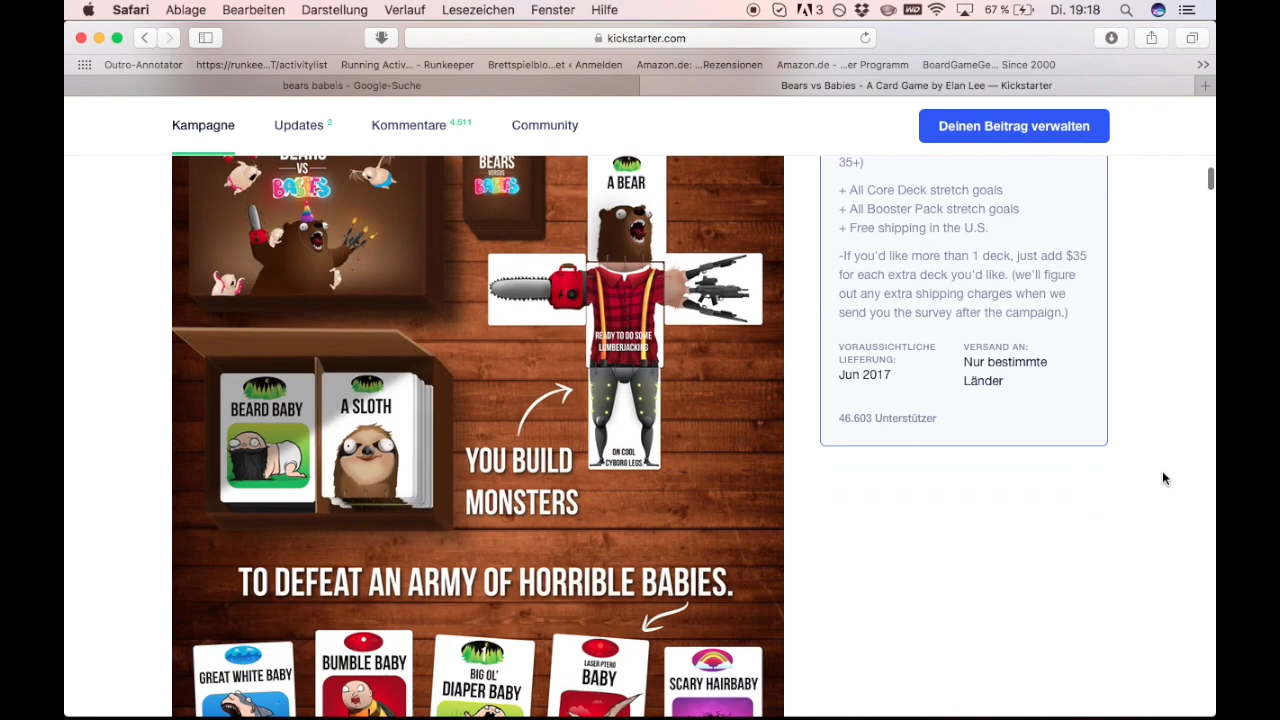 Safari Ablage Bearbeiten Darstellung Verlauf Lesezeichen Fenster Hilfe 3 WD 67 % Di. 19:18
kickstarter.com
Outro-Annotator https://runkee...T/activitylist Running Activ... - Runkeeper Brettspielblo...et ‹ Anmelden Amazon.de: ...Rezensionen Amazon.de - ...er Programm BoardGameGe... Since 2000 >>
bears babeis - Google-Suche Bears vs Babies - A Card Game by Elan Lee — Kickstarter +
Kampagne Updates 2 Kommentare 4.511 Community Deinen Beitrag verwalten
BEARS
VS
BABIES
BEARS
VERSUS
BABIES
A BEAR
READY TO DO SOME
LUMBERJACKING
ON COOL
CYBORG LEGS
BEARD BABY
A SLOTH
YOU BUILD
MONSTERS
TO DEFEAT AN ARMY OF HORRIBLE BABIES.
GREAT WHITE BABY
BUMBLE BABY
BIG OL'
DIAPER BABY
LASER PTERO
BABY
SCARY HAIRBABY
35+)
+ All Core Deck stretch goals
+ All Booster Pack stretch goals
+ Free shipping in the U.S.
-If you'd like more than 1 deck, just add $35
for each extra deck you'd like. (we'll figure
out any extra shipping charges when we
send you the survey after the campaign.)
VORAUSSICHTLICHE
LIEFERUNG:
Jun 2017
VERSAND AN:
Nur bestimmte
Länder
46.603 Unterstützer